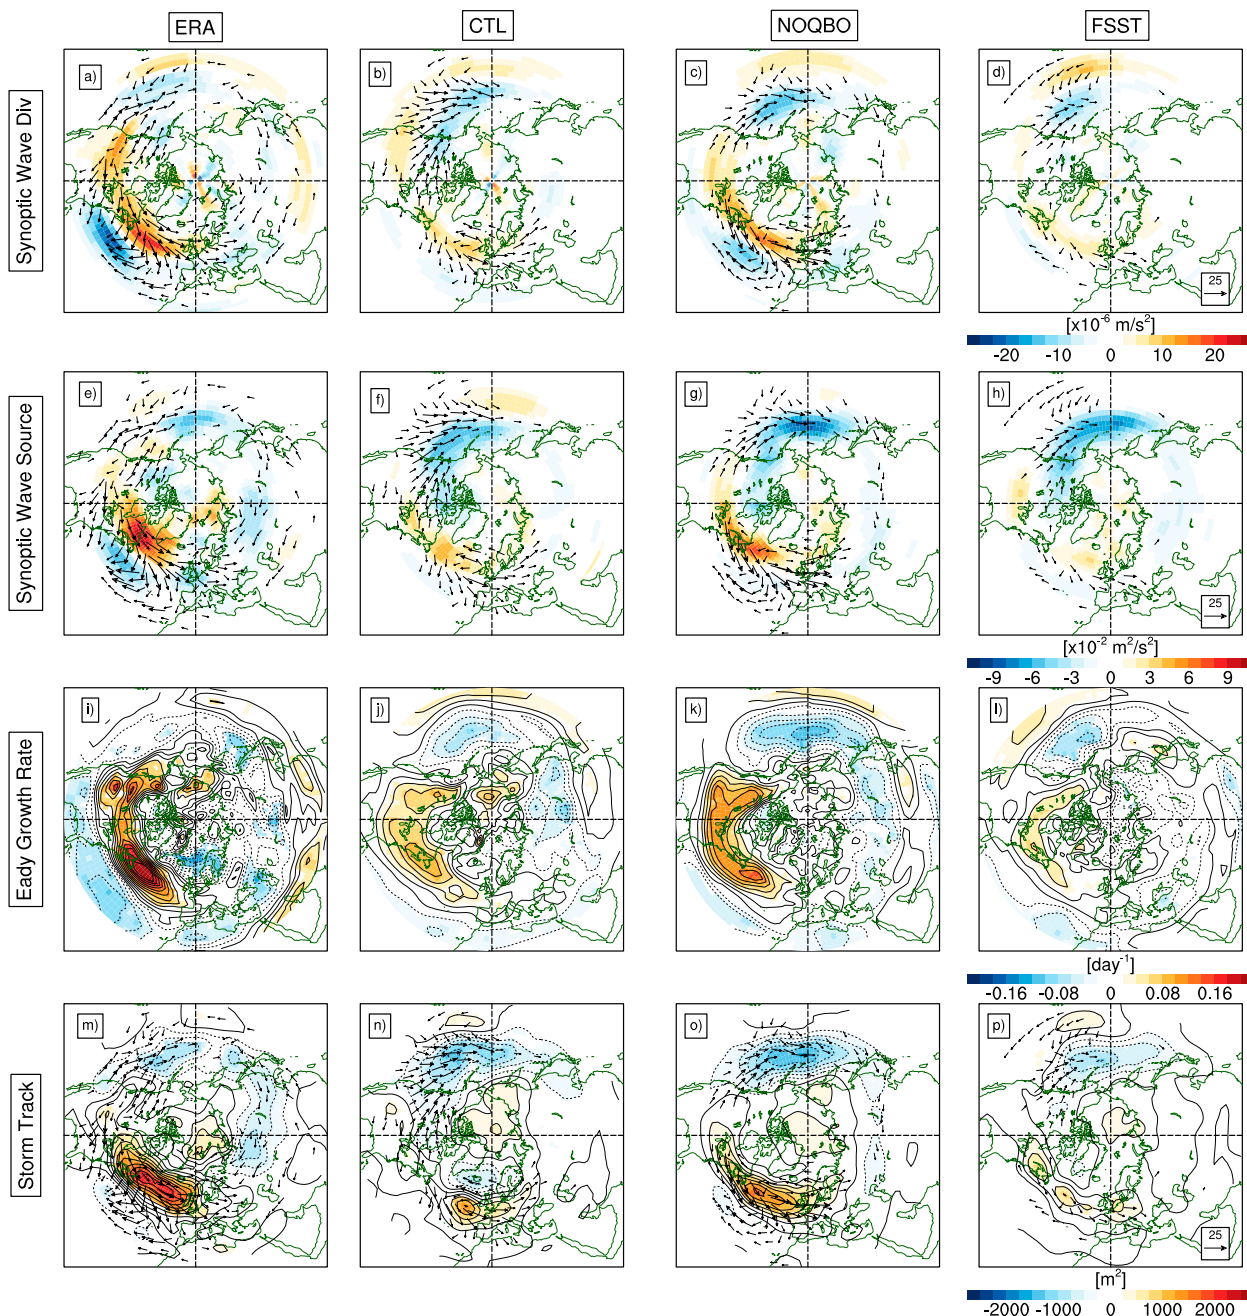 ERA CTL NOQBO FSST
Synoptic Wave Div
a) b) c) d)
25
[x10⁻⁶ m/s²]
-20 -10 0 10 20
Synoptic Wave Source
e) f) g) h)
25
[x10⁻² m²/s²]
-9 -6 -3 0 3 6 9
Eady Growth Rate
i) j) k) l)
[day⁻¹]
-0.16 -0.08 0 0.08 0.16
Storm Track
m) n) o) p)
25
[m²]
-2000 -1000 0 1000 2000